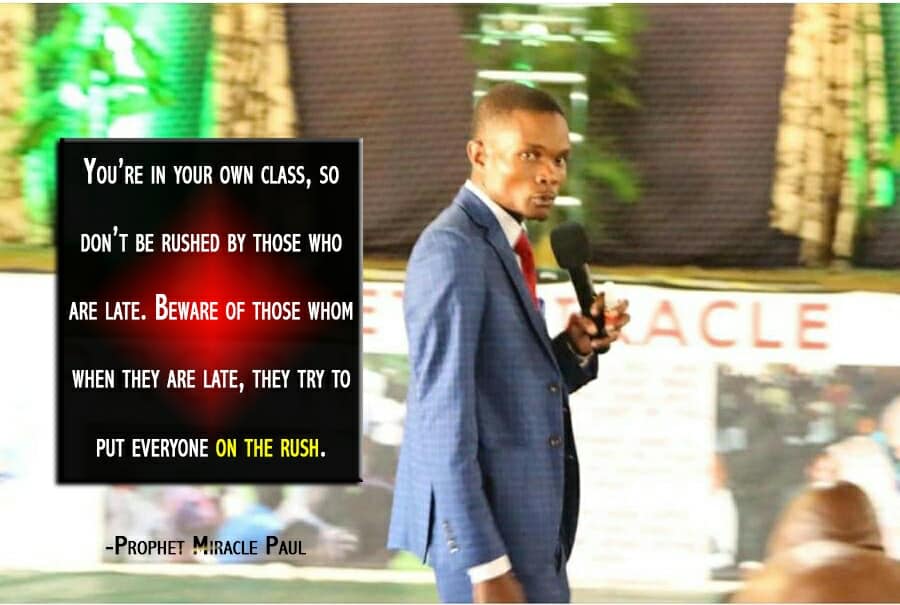 You're in your own class, so
don't be rushed by those who
are late. Beware of those whom
when they are late, they try to
put everyone on the rush.
-Prophet Miracle Paul
ACLE